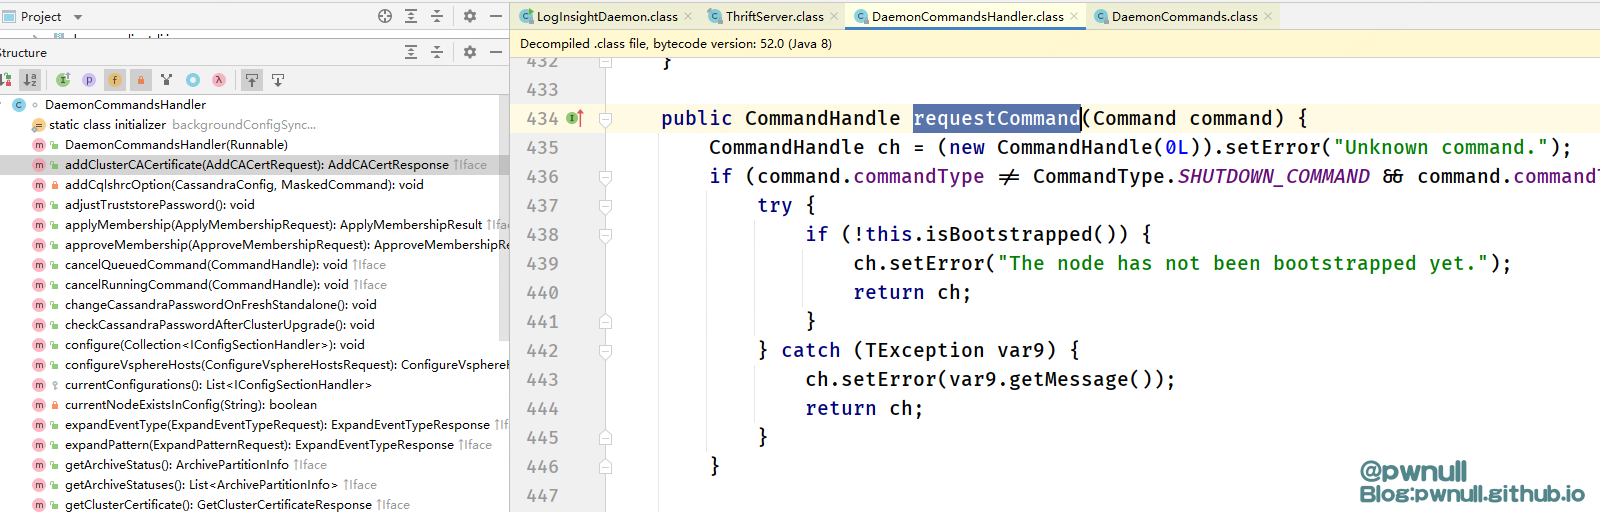 Project
Structure
DaemonCommandsHandler
static class initializer backgroundConfigSync...
DaemonCommandsHandler(Runnable)
addClusterCACertificate(AddCACertRequest): AddCACertResponse ↑Iface
addCqlshrcOption(CassandraConfig, MaskedCommand): void
adjustTruststorePassword(): void
applyMembership(ApplyMembershipRequest): ApplyMembershipResult ↑Ifac
approveMembership(ApproveMembershipRequest): ApproveMembershipRe
cancelQueuedCommand(CommandHandle): void ↑Iface
cancelRunningCommand(CommandHandle): void ↑Iface
changeCassandraPasswordOnFreshStandalone(): void
checkCassandraPasswordAfterClusterUpgrade(): void
configure(Collection<IConfigSectionHandler>): void
configureVsphereHosts(ConfigureVsphereHostsRequest): ConfigureVsphereH
currentConfigurations(): List<IConfigSectionHandler>
currentNodeExistsInConfig(String): boolean
expandEventType(ExpandEventTypeRequest): ExpandEventTypeResponse ↑If
expandPattern(ExpandPatternRequest): ExpandEventTypeResponse ↑Iface
getArchiveStatus(): ArchivePartitionInfo ↑Iface
getArchiveStatuses(): List<ArchivePartitionInfo> ↑Iface
getClusterCertificate(): GetClusterCertificateResponse ↑Iface
LogInsightDaemon.class ThriftServer.class DaemonCommandsHandler.class DaemonCommands.class
Decompiled .class file, bytecode version: 52.0 (Java 8)
432 }
433
434 public CommandHandle requestCommand(Command command) {
435 CommandHandle ch = (new CommandHandle(0L)).setError("Unknown command.");
436 if (command.commandType ≠ CommandType.SHUTDOWN_COMMAND && command.command
437 try {
438 if (!this.isBootstrapped()) {
439 ch.setError("The node has not been bootstrapped yet.");
440 return ch;
441 }
442 } catch (TException var9) {
443 ch.setError(var9.getMessage());
444 return ch;
445 }
446 }
447
@pwnull
Blog:pwnull.github.io